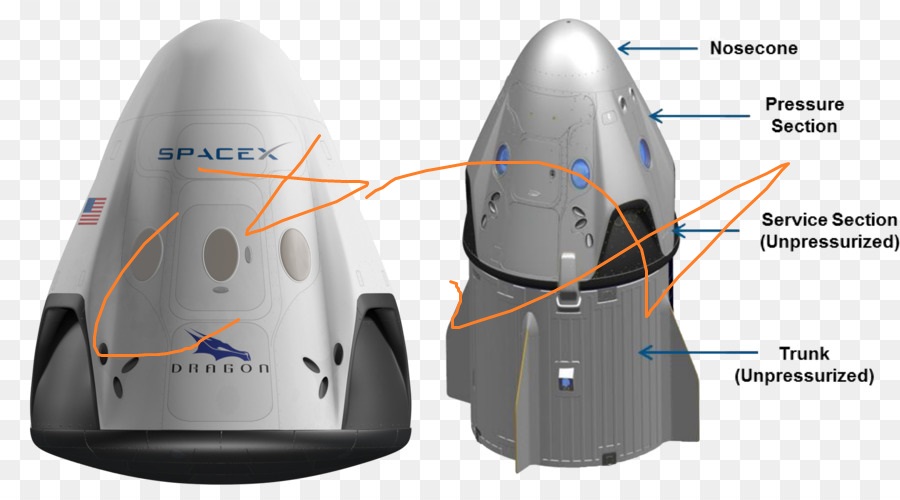 SPACEX
DRAGON
Nosecone
Pressure
Section
Service Section
(Unpressurized)
Trunk
(Unpressurized)